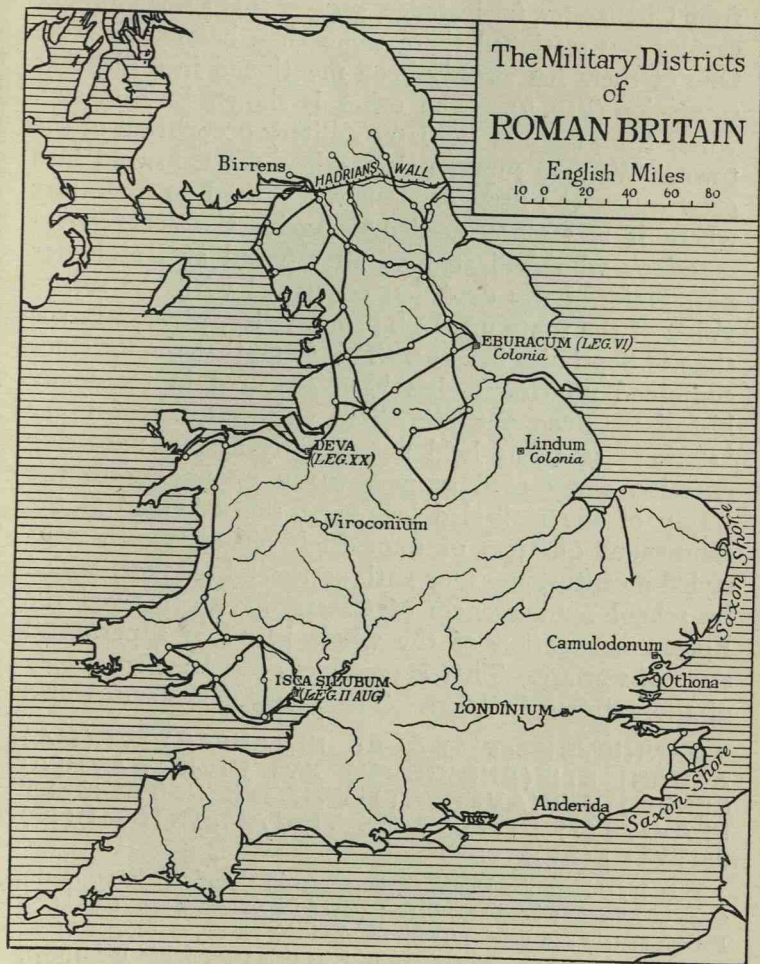 The Military Districts
of
ROMAN BRITAIN
English Miles
10 0 20 40 60 80
Birrens
HADRIANS WALL
EBURACUM (LEG. VI)
Colonia
DEVA
(LEG. XX)
Lindum
Colonia
Viroconium
Saxon Shore
Camulodonum
Othona
ISCA SILURUM
(LEG. II AUG)
LONDINIUM
Anderida
Saxon Shore